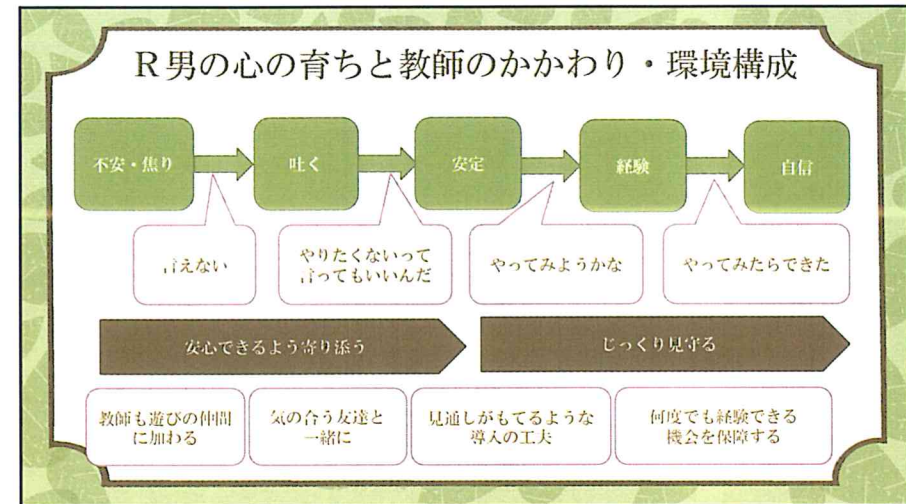 R男の心の育ちと教師のかかわり・環境構成
不安・焦り
吐く
安定
経験
自信
言えない
やりたくないって
言ってもいいんだ
やってみようかな
やってみたらできた
安心できるよう寄り添う
じっくり見守る
教師も遊びの仲間
に加わる
気の合う友達と
一緒に
見通しがもてるような
導入の工夫
何度でも経験できる
機会を保障する